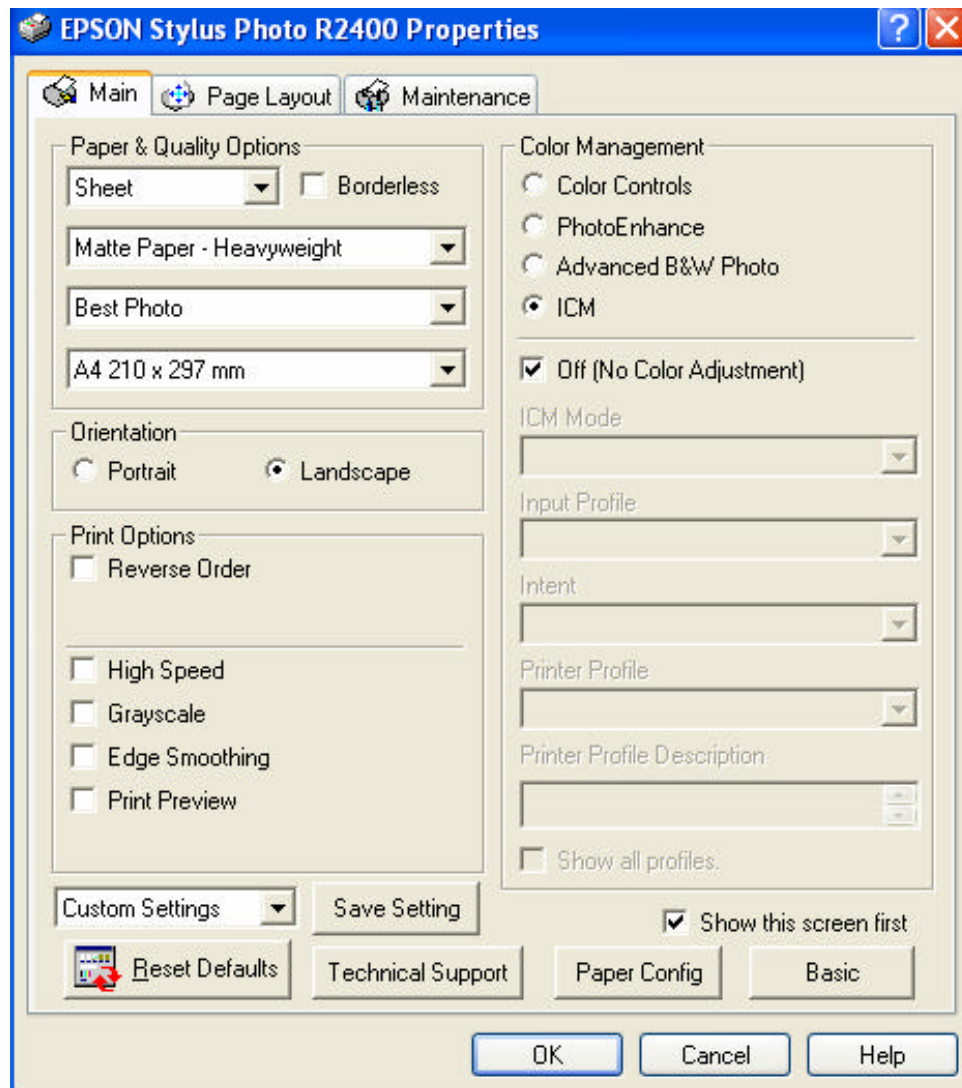 EPSON Stylus Photo R2400 Properties
Main
Page Layout
Maintenance
Paper & Quality Options
Sheet
Borderless
Matte Paper - Heavyweight
Best Photo
A4 210 x 297 mm
Orientation
Portrait
Landscape
Print Options
Reverse Order
High Speed
Grayscale
Edge Smoothing
Print Preview
Color Management
Color Controls
PhotoEnhance
Advanced B&W Photo
ICM
Off (No Color Adjustment)
ICM Mode
Input Profile
Intent
Printer Profile
Printer Profile Description
Show all profiles.
Custom Settings
Save Setting
Show this screen first
Reset Defaults
Technical Support
Paper Config
Basic
OK
Cancel
Help